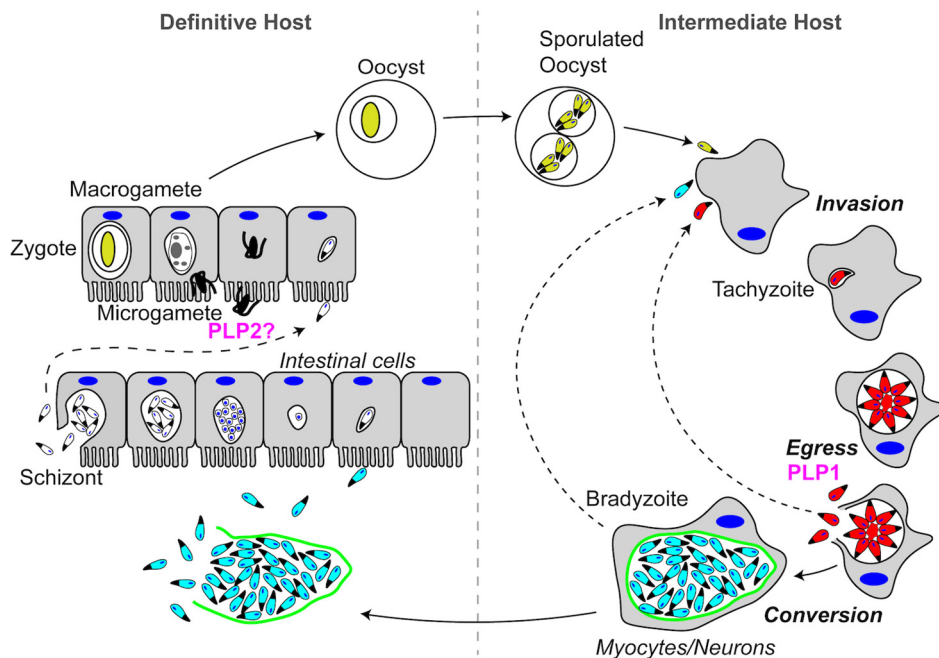 Definitive Host
Intermediate Host
Oocyst
Sporulated
Oocyst
Macrogamete
Zygote
Microgamete
PLP2?
Intestinal cells
Schizont
Invasion
Tachyzoite
Egress
PLP1
Bradyzoite
Conversion
Myocytes/Neurons